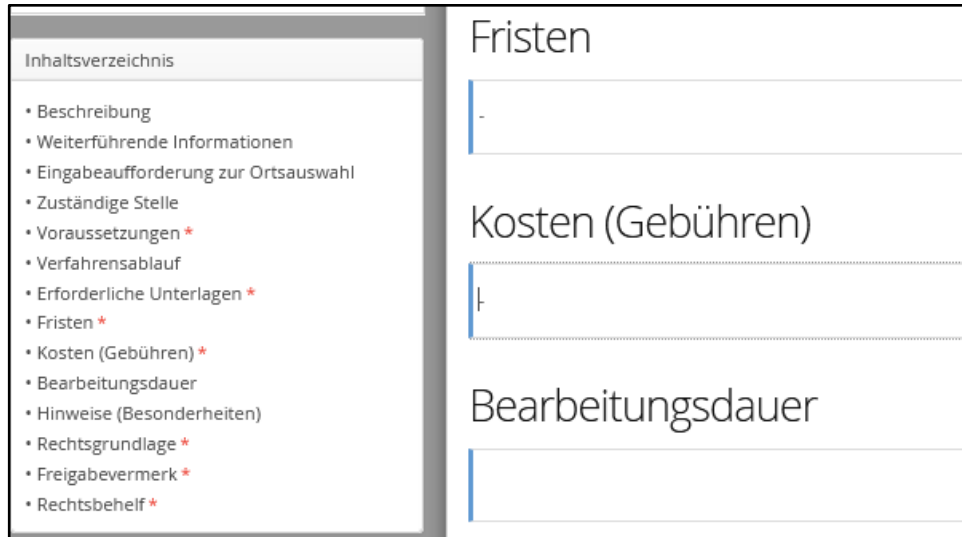 Inhaltsverzeichnis
• Beschreibung
• Weiterführende Informationen
• Eingabeaufforderung zur Ortsauswahl
• Zuständige Stelle
• Voraussetzungen *
• Verfahrensablauf
• Erforderliche Unterlagen *
• Fristen *
• Kosten (Gebühren) *
• Bearbeitungsdauer
• Hinweise (Besonderheiten)
• Rechtsgrundlage *
• Freigabevermerk *
• Rechtsbehelf *
Fristen
-
Kosten (Gebühren)
-
Bearbeitungsdauer